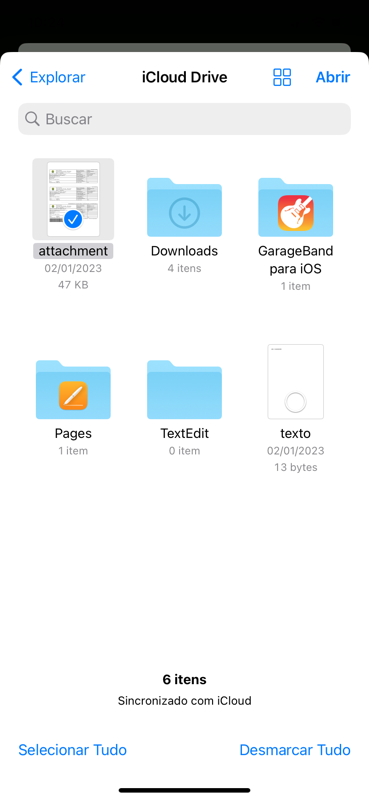 Explorar
iCloud Drive
Abrir
Buscar
attachment
02/01/2023
47 KB
Downloads
4 itens
GarageBand
para iOS
1 item
Pages
1 item
TextEdit
0 item
texto
02/01/2023
13 bytes
6 itens
Sincronizado com iCloud
Selecionar Tudo
Desmarcar Tudo